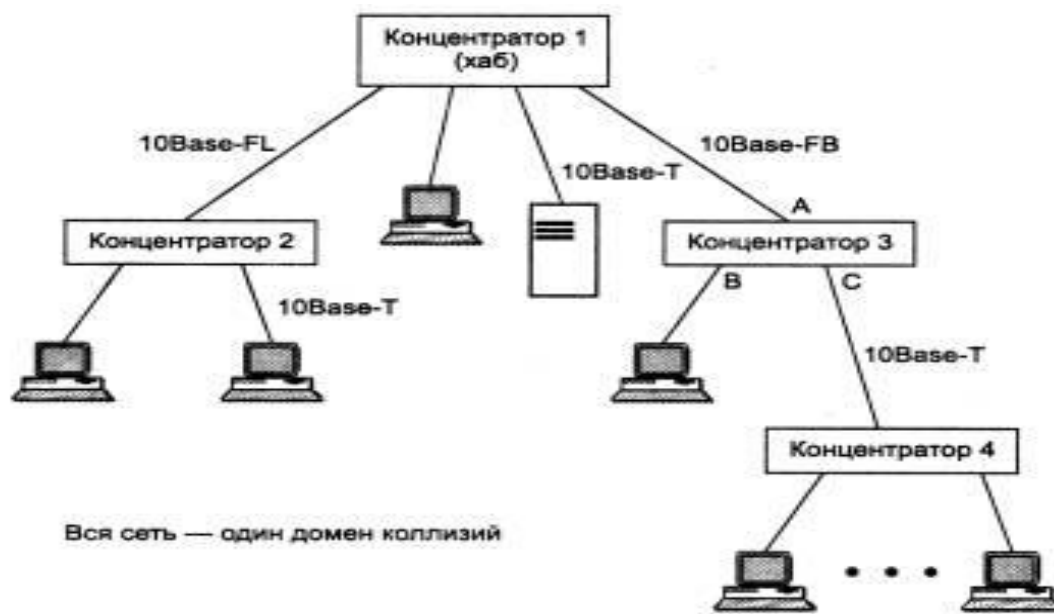 Концентратор 1
(хаб)
10Base-FL
10Base-FB
10Base-T
A
Концентратор 2
Концентратор 3
B
C
10Base-T
10Base-T
Концентратор 4
Вся сеть — один домен коллизий